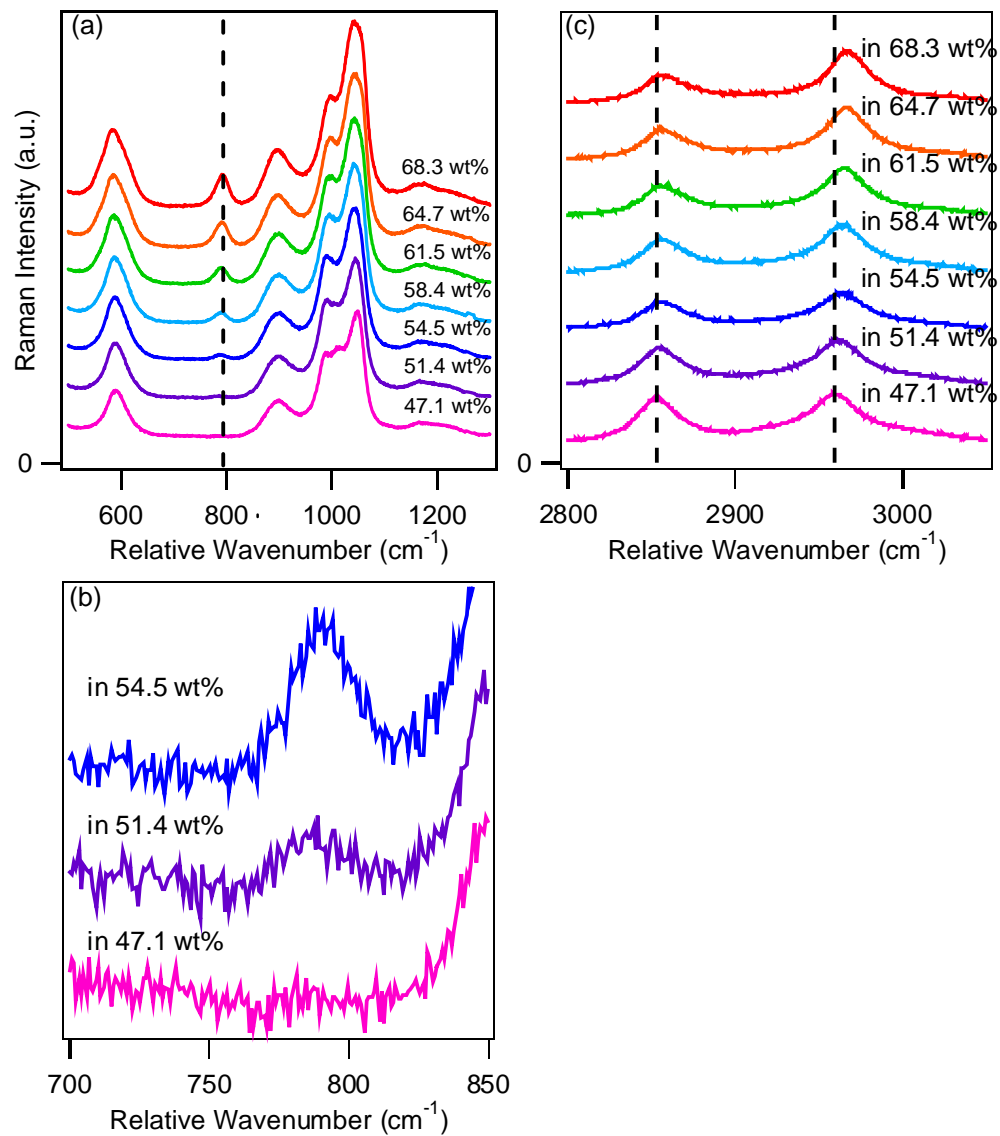 (a)
68.3 wt%
64.7 wt%
61.5 wt%
58.4 wt%
54.5 wt%
51.4 wt%
47.1 wt%
Raman Intensity (a.u.)
0
600 800 1000 1200
Relative Wavenumber (cm-1)
(c)
in 68.3 wt%
in 64.7 wt%
in 61.5 wt%
in 58.4 wt%
in 54.5 wt%
in 51.4 wt%
in 47.1 wt%
0
2800 2900 3000
Relative Wavenumber (cm-1)
(b)
in 54.5 wt%
in 51.4 wt%
in 47.1 wt%
700 750 800 850
Relative Wavenumber (cm-1)